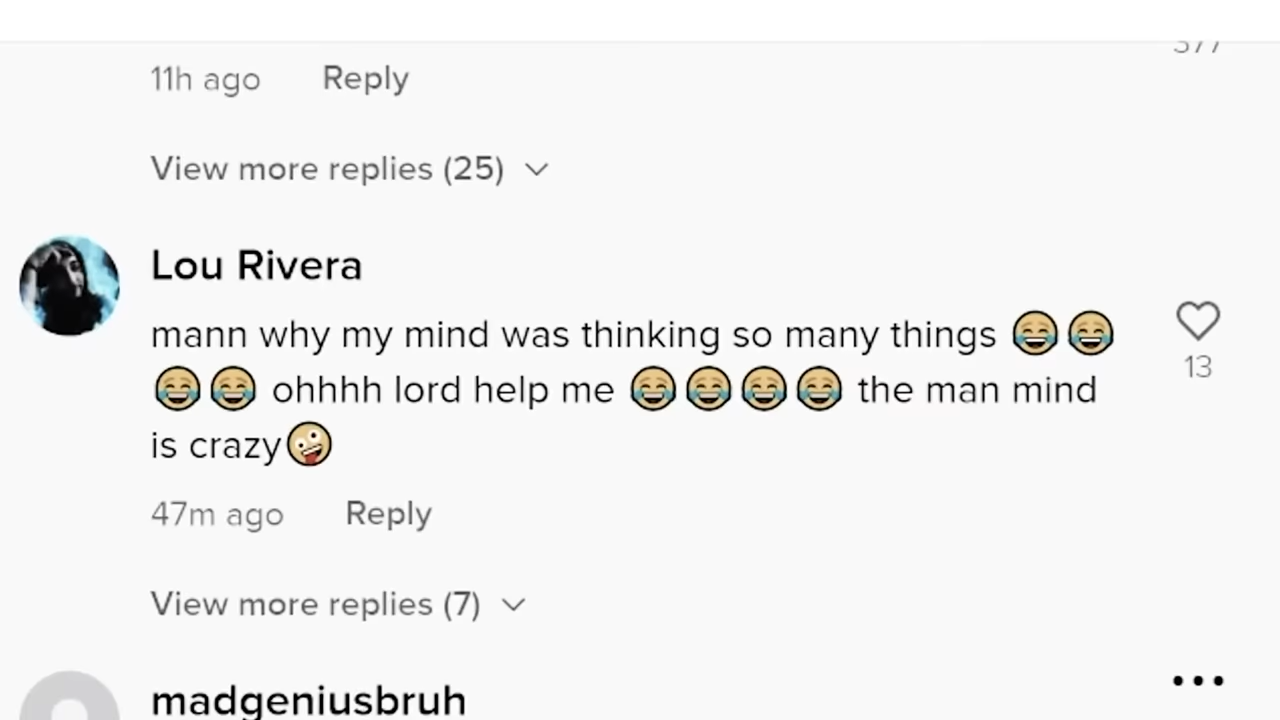 377
11h ago Reply
View more replies (25)
Lou Rivera
mann why my mind was thinking so many things 😂😂
😂😂 ohhhh lord help me 😂😂😂😂 the man mind
is crazy🤪
13
47m ago Reply
View more replies (7)
madgeniusbruh